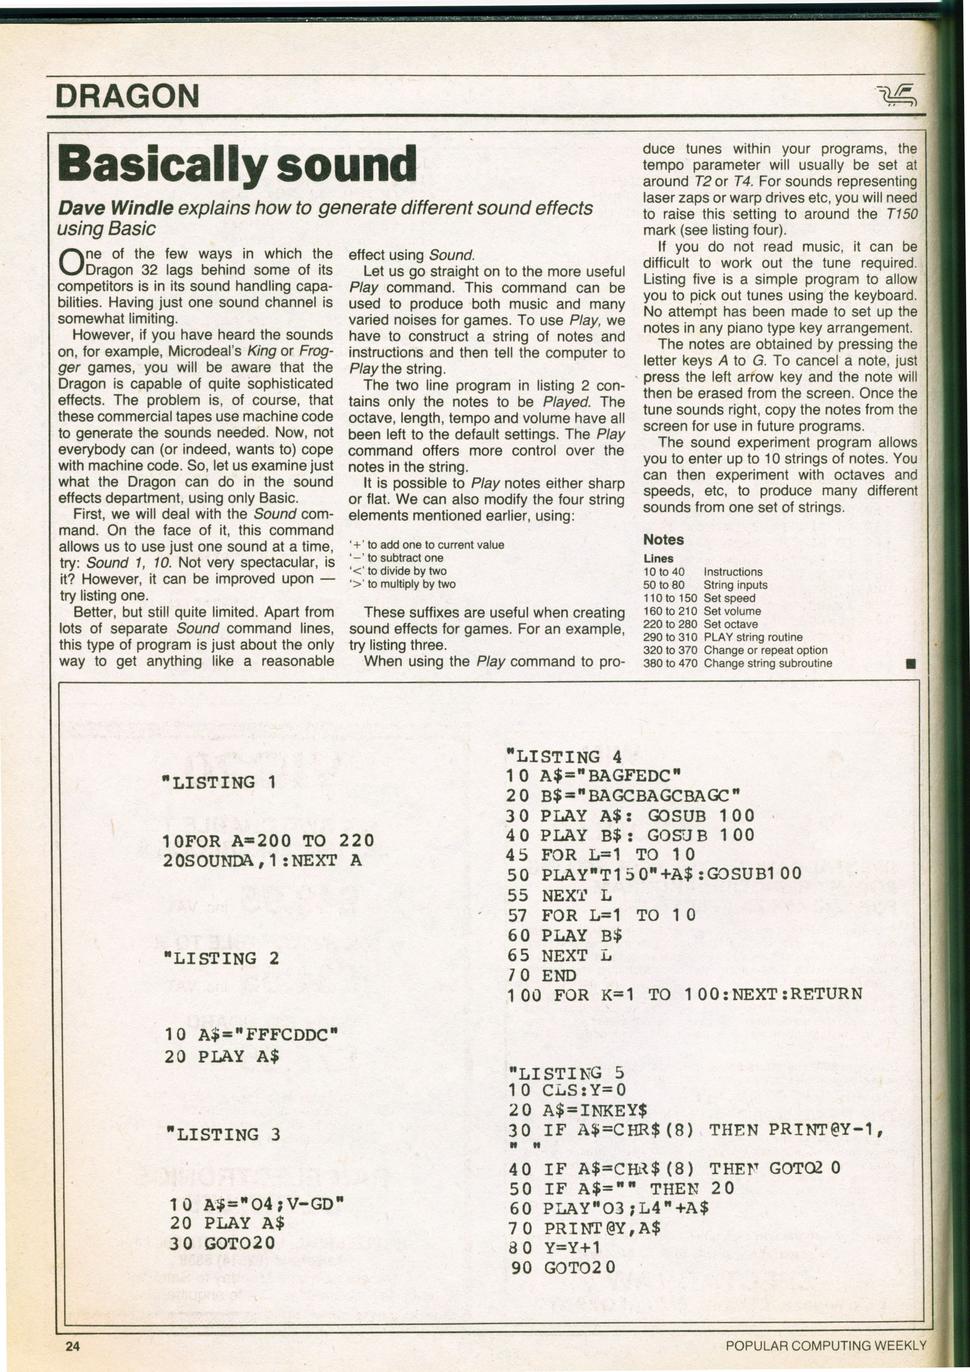 DRAGON
Basically sound
Dave Windle explains how to generate different sound effects
using Basic
One of the few ways in which the
Dragon 32 lags behind some of its
competitors is in its sound handling capa-
bilities. Having just one sound channel is
somewhat limiting.
However, if you have heard the sounds
on, for example, Microdeal's King or Frog-
ger games, you will be aware that the
Dragon is capable of quite sophisticated
effects. The problem is, of course, that
these commercial tapes use machine code
to generate the sounds needed. Now, not
everybody can (or indeed, wants to) cope
with machine code. So, let us examine just
what the Dragon can do in the sound
effects department, using only Basic.
First, we will deal with the Sound com-
mand. On the face of it, this command
allows us to use just one sound at a time,
try: Sound 1, 10. Not very spectacular, is
it? However, it can be improved upon —
try listing one.
Better, but still quite limited. Apart from
lots of separate Sound command lines,
this type of program is just about the only
way to get anything like a reasonable
effect using Sound.
Let us go straight on to the more useful
Play command. This command can be
used to produce both music and many
varied noises for games. To use Play, we
have to construct a string of notes and
instructions and then tell the computer to
Play the string.
The two line program in listing 2 con-
tains only the notes to be Played. The
octave, length, tempo and volume have all
been left to the default settings. The Play
command offers more control over the
notes in the string.
It is possible to Play notes either sharp
or flat. We can also modify the four string
elements mentioned earlier, using:
'+' to add one to current value
'−' to subtract one
'<' to divide by two
'>' to multiply by two
These suffixes are useful when creating
sound effects for games. For an example,
try listing three.
When using the Play command to pro-
duce tunes within your programs, the
tempo parameter will usually be set at
around T2 or T4. For sounds representing
laser zaps or warp drives etc, you will need
to raise this setting to around the T150
mark (see listing four).
If you do not read music, it can be
difficult to work out the tune required.
Listing five is a simple program to allow
you to pick out tunes using the keyboard.
No attempt has been made to set up the
notes in any piano type key arrangement.
The notes are obtained by pressing the
letter keys A to G. To cancel a note, just
press the left arrow key and the note will
then be erased from the screen. Once the
tune sounds right, copy the notes from the
screen for use in future programs.
The sound experiment program allows
you to enter up to 10 strings of notes. You
can then experiment with octaves and
speeds, etc, to produce many different
sounds from one set of strings.
Notes
Lines
10 to 40 Instructions
50 to 80 String inputs
110 to 150 Set speed
160 to 210 Set volume
220 to 280 Set octave
290 to 310 PLAY string routine
320 to 370 Change or repeat option
380 to 470 Change string subroutine
"LISTING 1
10FOR A=200 TO 220
20SOUNDA,1:NEXT A
"LISTING 2
10 A$="FFFCDDC"
20 PLAY A$
"LISTING 3
10 A$="O4;V-GD"
20 PLAY A$
30 GOTO20
"LISTING 4
10 A$="BAGFEDC"
20 B$="BAGCBAGCBAGC"
30 PLAY A$: GOSUB 100
40 PLAY B$: GOSUB 100
45 FOR L=1 TO 10
50 PLAY"T150"+A$:GOSUB100
55 NEXT L
57 FOR L=1 TO 10
60 PLAY B$
65 NEXT L
70 END
100 FOR K=1 TO 100:NEXT:RETURN
"LISTING 5
10 CLS:Y=0
20 A$=INKEY$
30 IF A$=CHR$(8) THEN PRINT@Y-1,
" "
40 IF A$=CHR$(8) THEN GOTO20
50 IF A$="" THEN 20
60 PLAY"O3;L4"+A$
70 PRINT@Y,A$
80 Y=Y+1
90 GOTO20
24
POPULAR COMPUTING WEEKLY